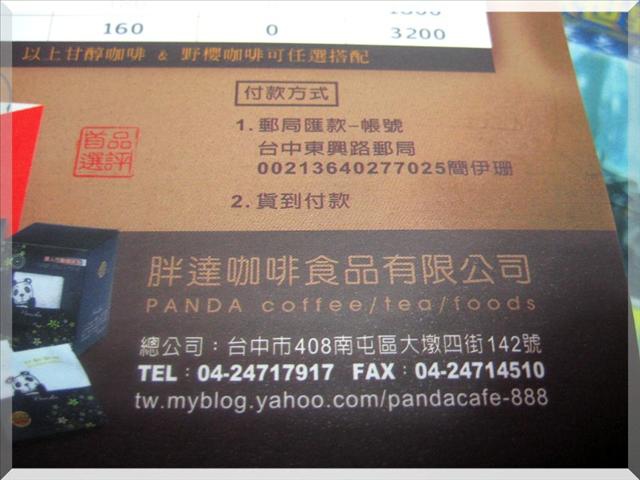 160 0 3200
以上甘醇咖啡 & 野櫻咖啡可任選搭配
付款方式
1. 郵局匯款-帳號
台中東興路郵局
00213640277025簡伊珊
2. 貨到付款
首選品評
胖達咖啡食品有限公司
PANDA coffee/tea/foods
總公司：台中市408南屯區大墩四街142號
TEL：04-24717917 FAX：04-24714510
tw.myblog.yahoo.com/pandacafe-888